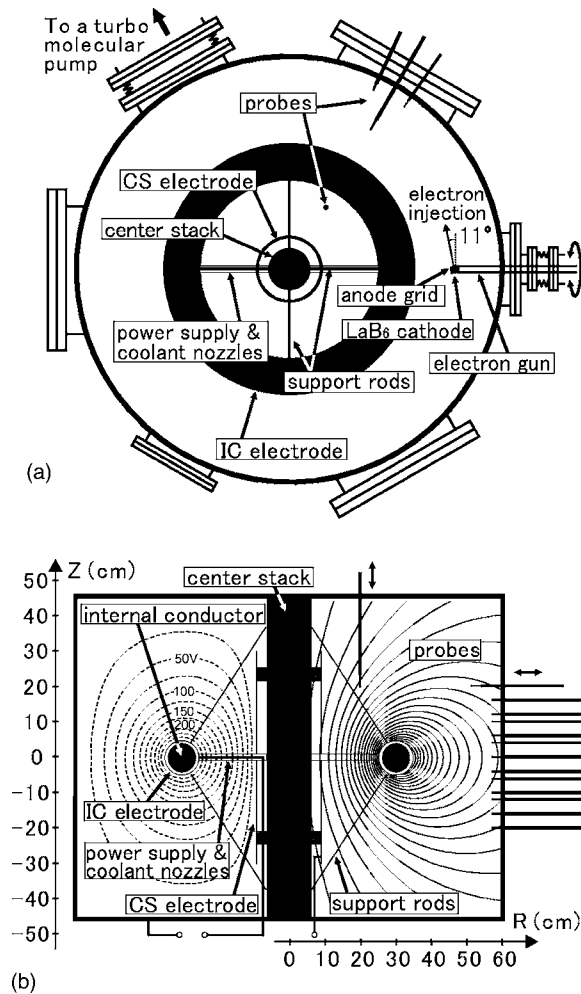 To a turbo
molecular
pump
probes
CS electrode
center stack
electron
injection
11°
anode grid
LaB6 cathode
electron gun
power supply &
coolant nozzles
support rods
IC electrode
(a)
Z (cm)
center stack
internal conductor
probes
50V
100
150
200
IC electrode
power supply &
coolant nozzles
CS electrode
support rods
50
40
30
20
10
0
-10
-20
-30
-40
-50
R (cm)
0 10 20 30 40 50 60
(b)